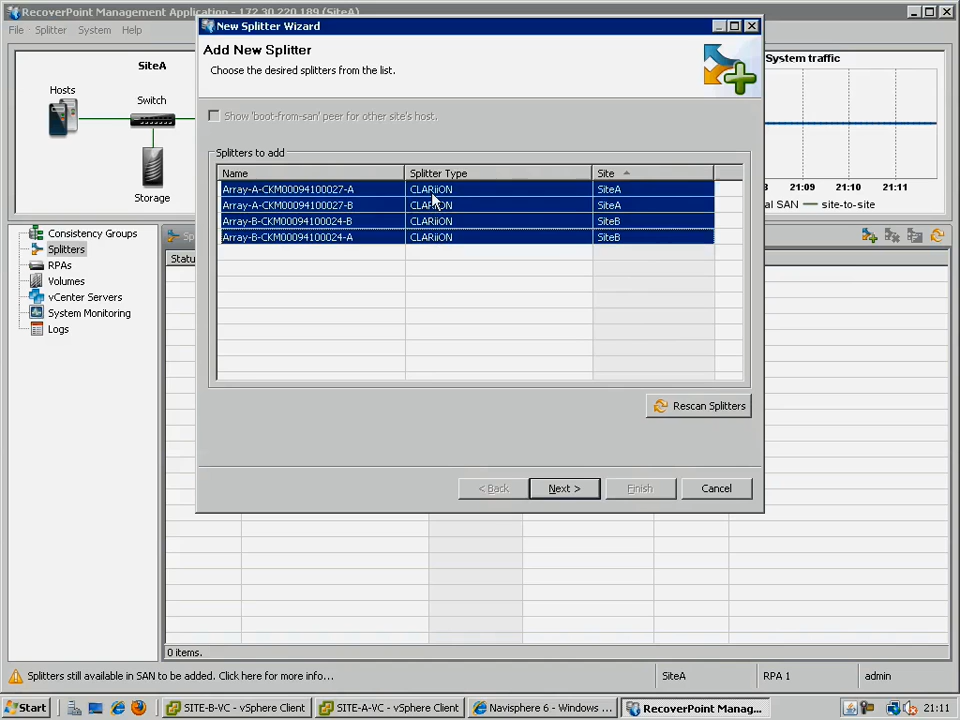 RecoverPoint Management Application - 172.30.220.189 (SiteA)
File Splitter System Help
New Splitter Wizard
Add New Splitter
Choose the desired splitters from the list.
Show 'boot-from-san' peer for other site's host.
Splitters to add
Name Splitter Type Site
Array-A-CKM00094100027-A CLARiiON SiteA
Array-A-CKM00094100027-B CLARiiON SiteA
Array-B-CKM00094100024-B CLARiiON SiteB
Array-B-CKM00094100024-A CLARiiON SiteB
Rescan Splitters
< Back Next > Finish Cancel
SiteA
Hosts
Switch
Storage
System traffic
21:09 21:10 21:11
al SAN site-to-site
Consistency Groups
Splitters
RPAs
Volumes
vCenter Servers
System Monitoring
Logs
Statu
0 items.
Splitters still available in SAN to be added. Click here for more info...
SiteA RPA 1 admin
Start SITE-B-VC - vSphere Client SITE-A-VC - vSphere Client Navisphere 6 - Windows ... RecoverPoint Manag... 21:11